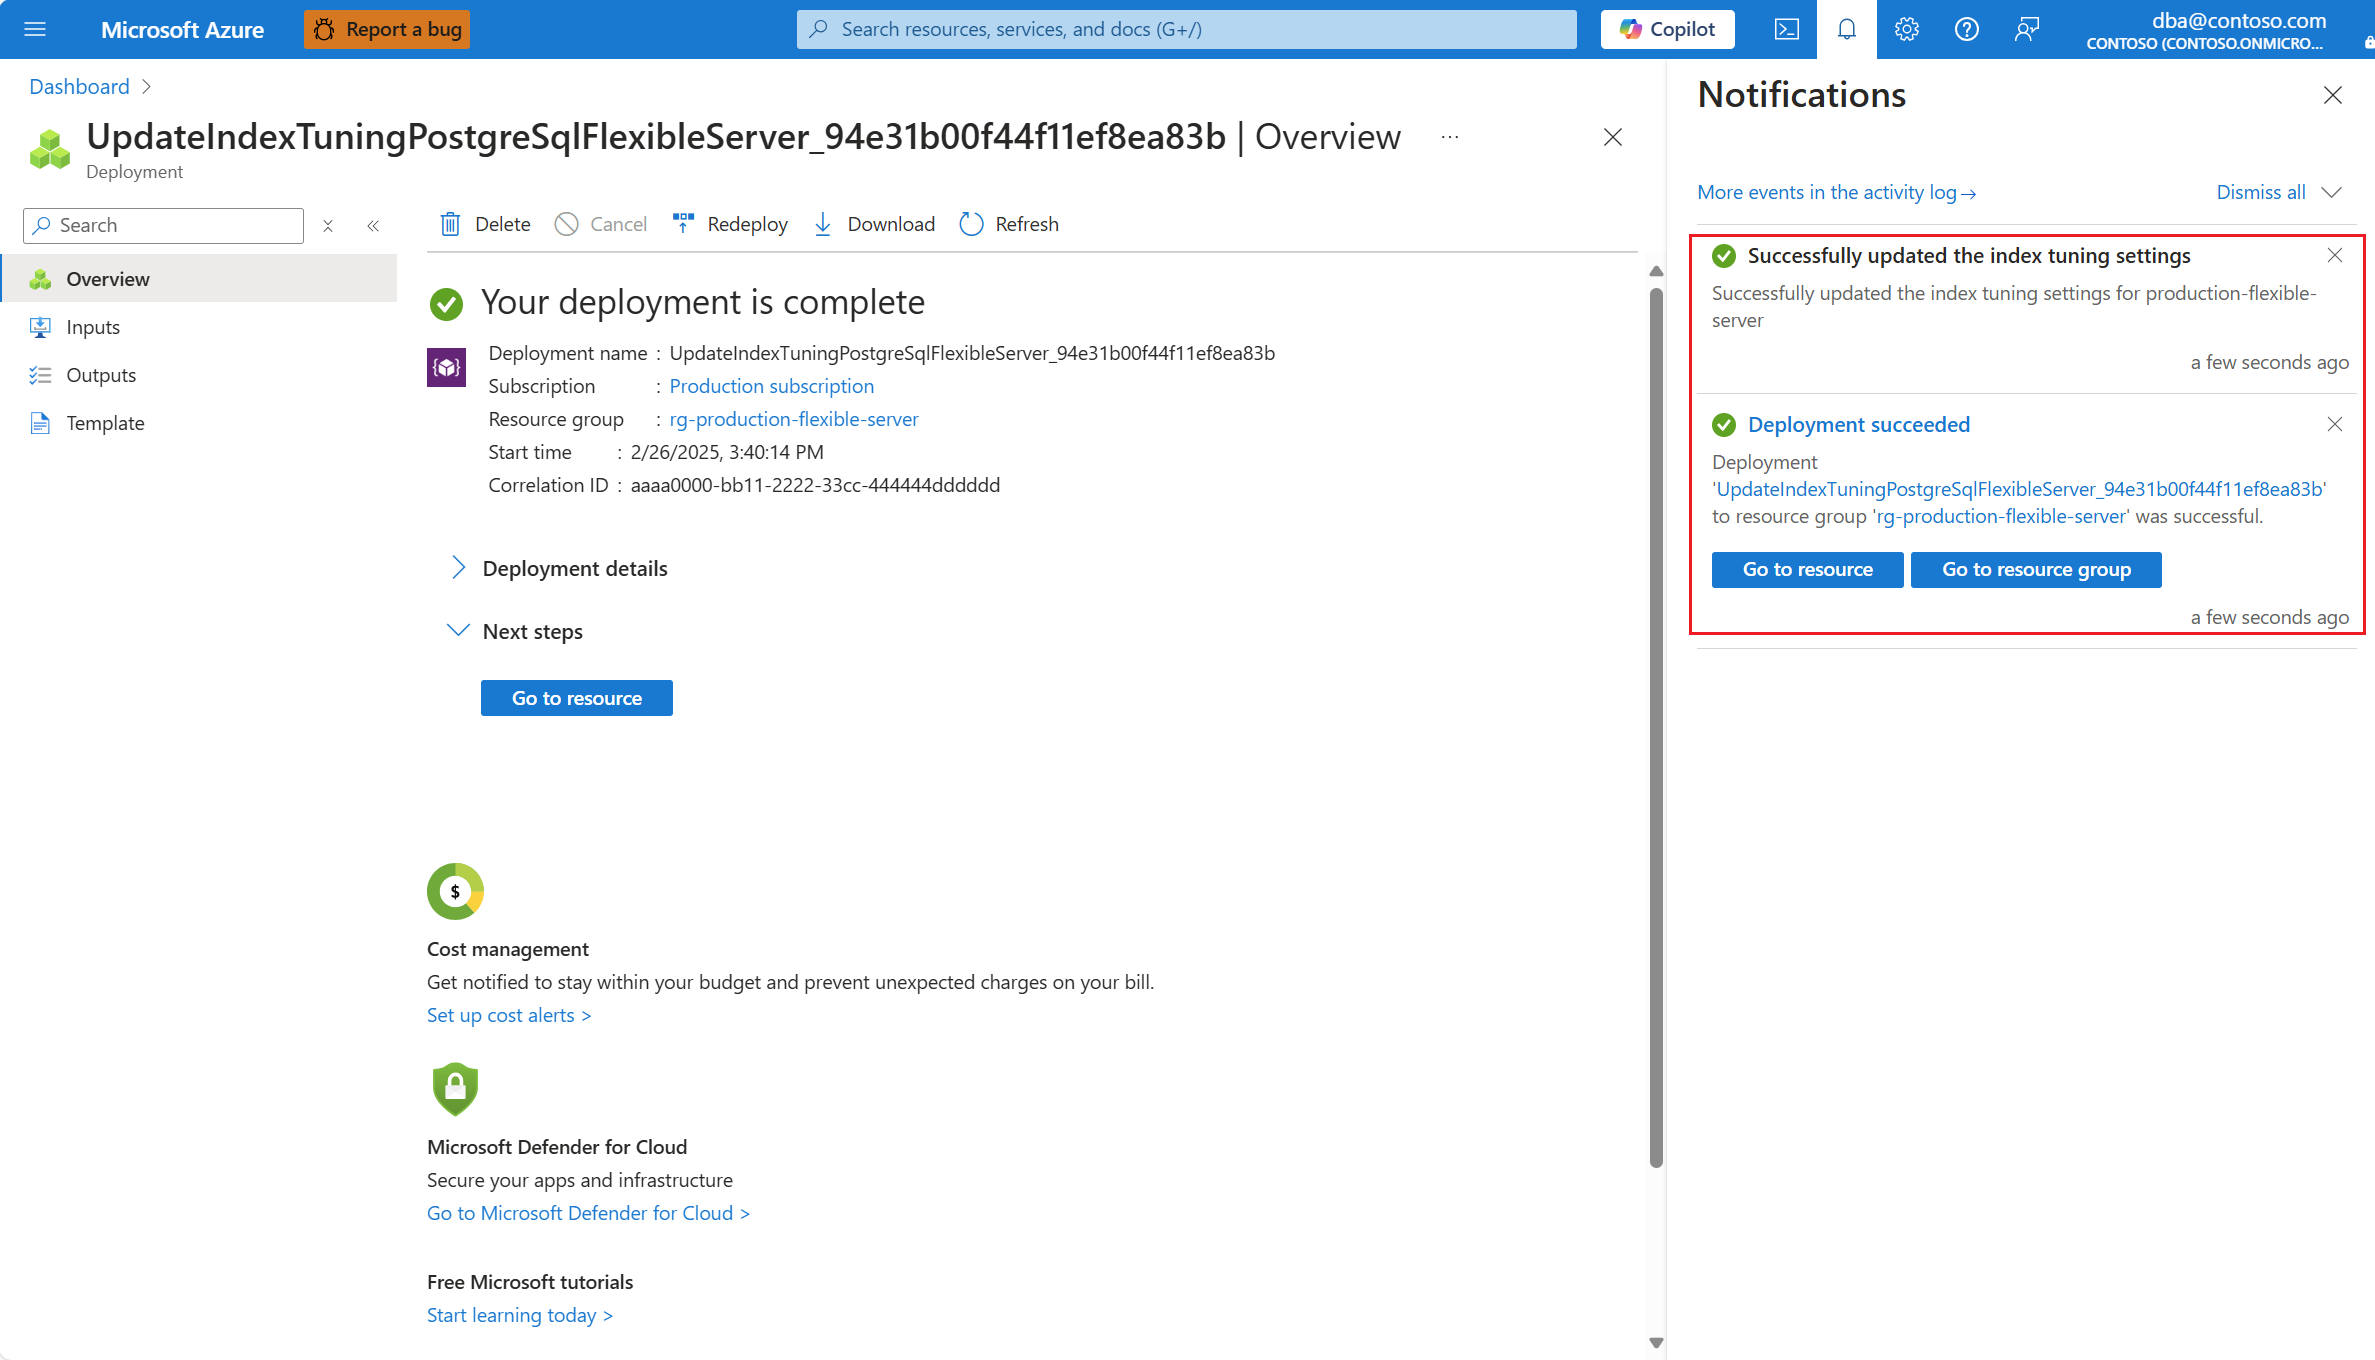 Microsoft Azure
Report a bug
Search resources, services, and docs (G+/)
Copilot
dba@contoso.com
CONTOSO (CONTOSO.ONMICRO...
Dashboard
UpdateIndexTuningPostgreSqlFlexibleServer_94e31b00f44f11ef8ea83b | Overview
Deployment
Search
Overview
Inputs
Outputs
Template
Delete
Cancel
Redeploy
Download
Refresh
Your deployment is complete
Deployment name : UpdateIndexTuningPostgreSqlFlexibleServer_94e31b00f44f11ef8ea83b
Subscription : Production subscription
Resource group : rg-production-flexible-server
Start time : 2/26/2025, 3:40:14 PM
Correlation ID : aaaa0000-bb11-2222-33cc-444444dddddd
Deployment details
Next steps
Go to resource
$
Cost management
Get notified to stay within your budget and prevent unexpected charges on your bill.
Set up cost alerts >
Microsoft Defender for Cloud
Secure your apps and infrastructure
Go to Microsoft Defender for Cloud >
Free Microsoft tutorials
Start learning today >
Notifications
More events in the activity log→
Dismiss all
Successfully updated the index tuning settings
Successfully updated the index tuning settings for production-flexible-
server
a few seconds ago
Deployment succeeded
Deployment
'UpdateIndexTuningPostgreSqlFlexibleServer_94e31b00f44f11ef8ea83b'
to resource group 'rg-production-flexible-server' was successful.
Go to resource
Go to resource group
a few seconds ago